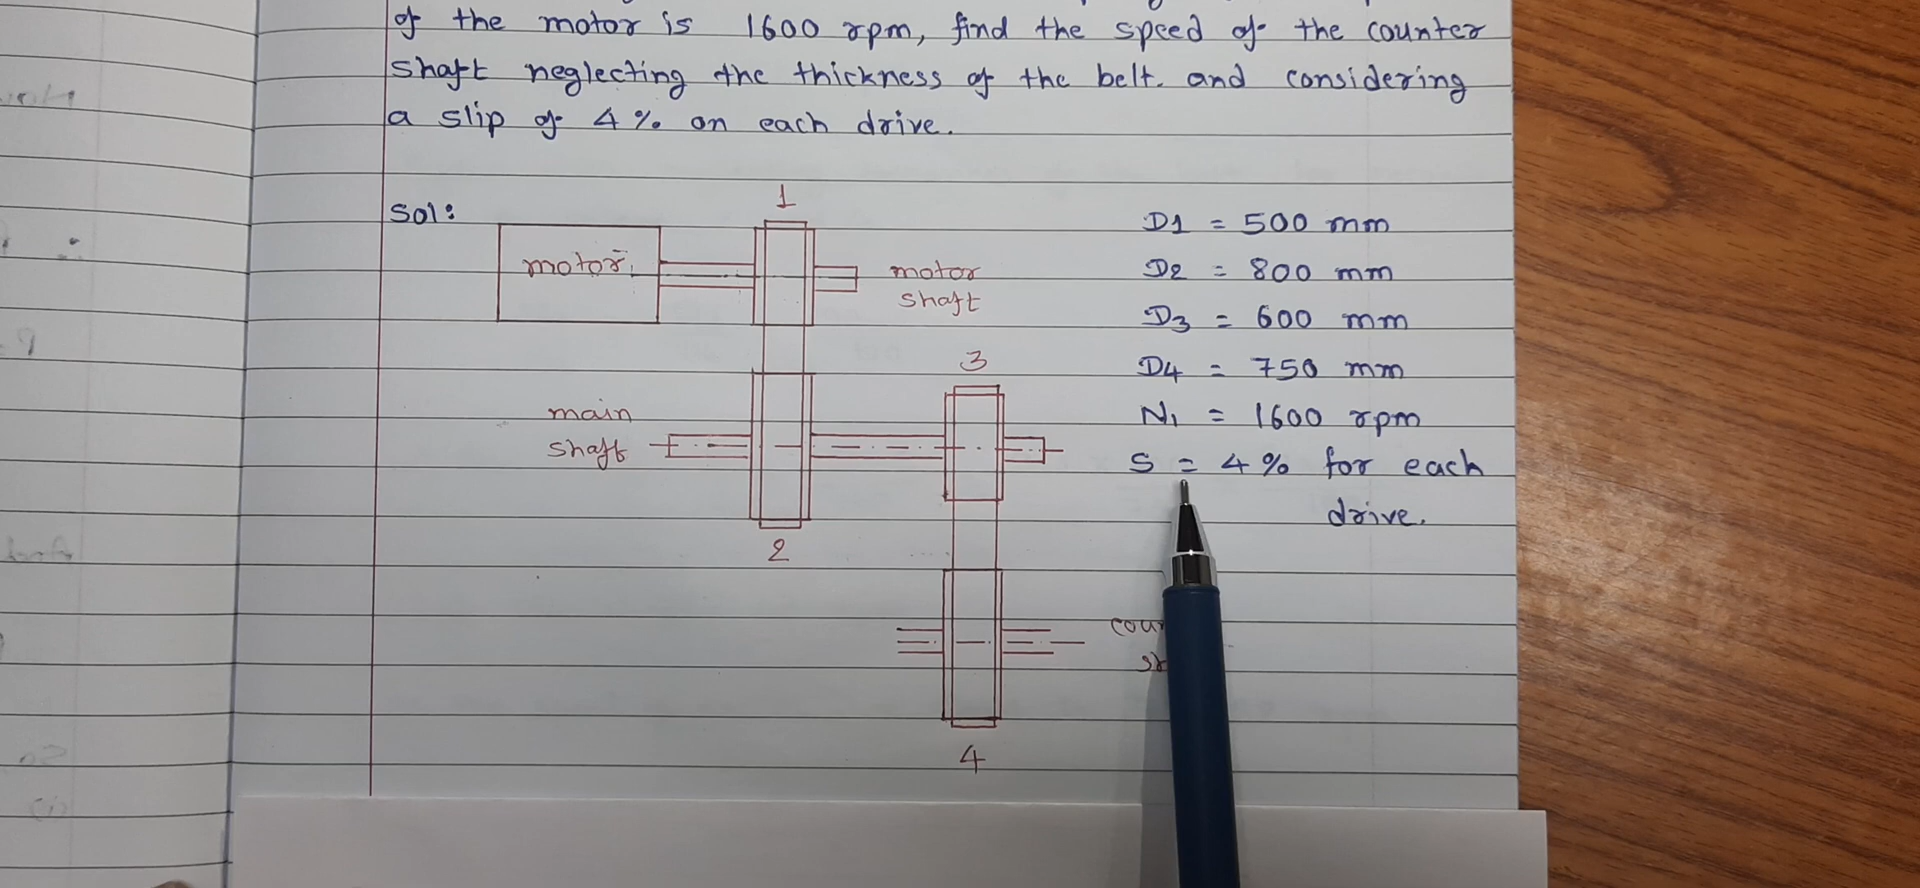 of the motor is 1600 rpm, find the speed of the counter
shaft neglecting the thickness of the belt. and considering
a slip of 4% on each drive.
Sol:
1
motor
motor
shaft
3
main
shaft
2
4
D1 = 500 mm
D2 = 800 mm
D3 = 600 mm
D4 = 750 mm
N1 = 1600 rpm
S = 4% for each
drive.